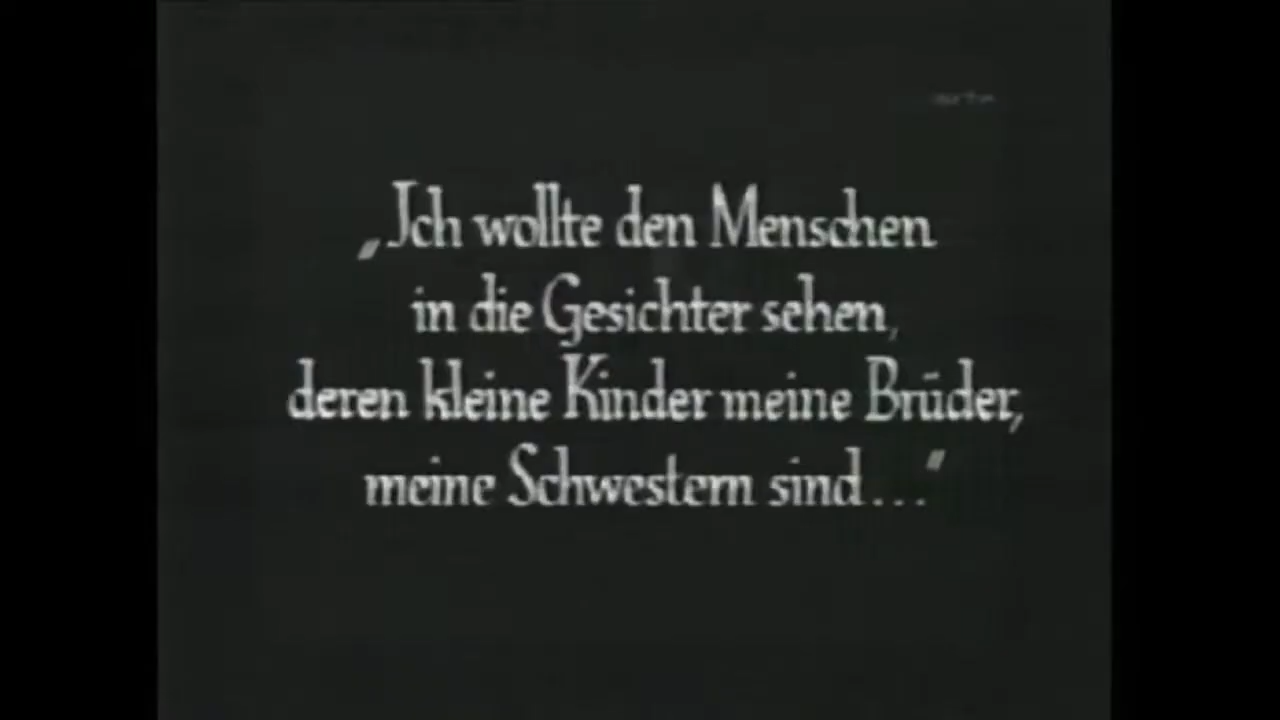 „Ich wollte den Menschen
in die Gesichter sehen,
deren kleine Kinder meine Brüder,
meine Schwestern sind..."